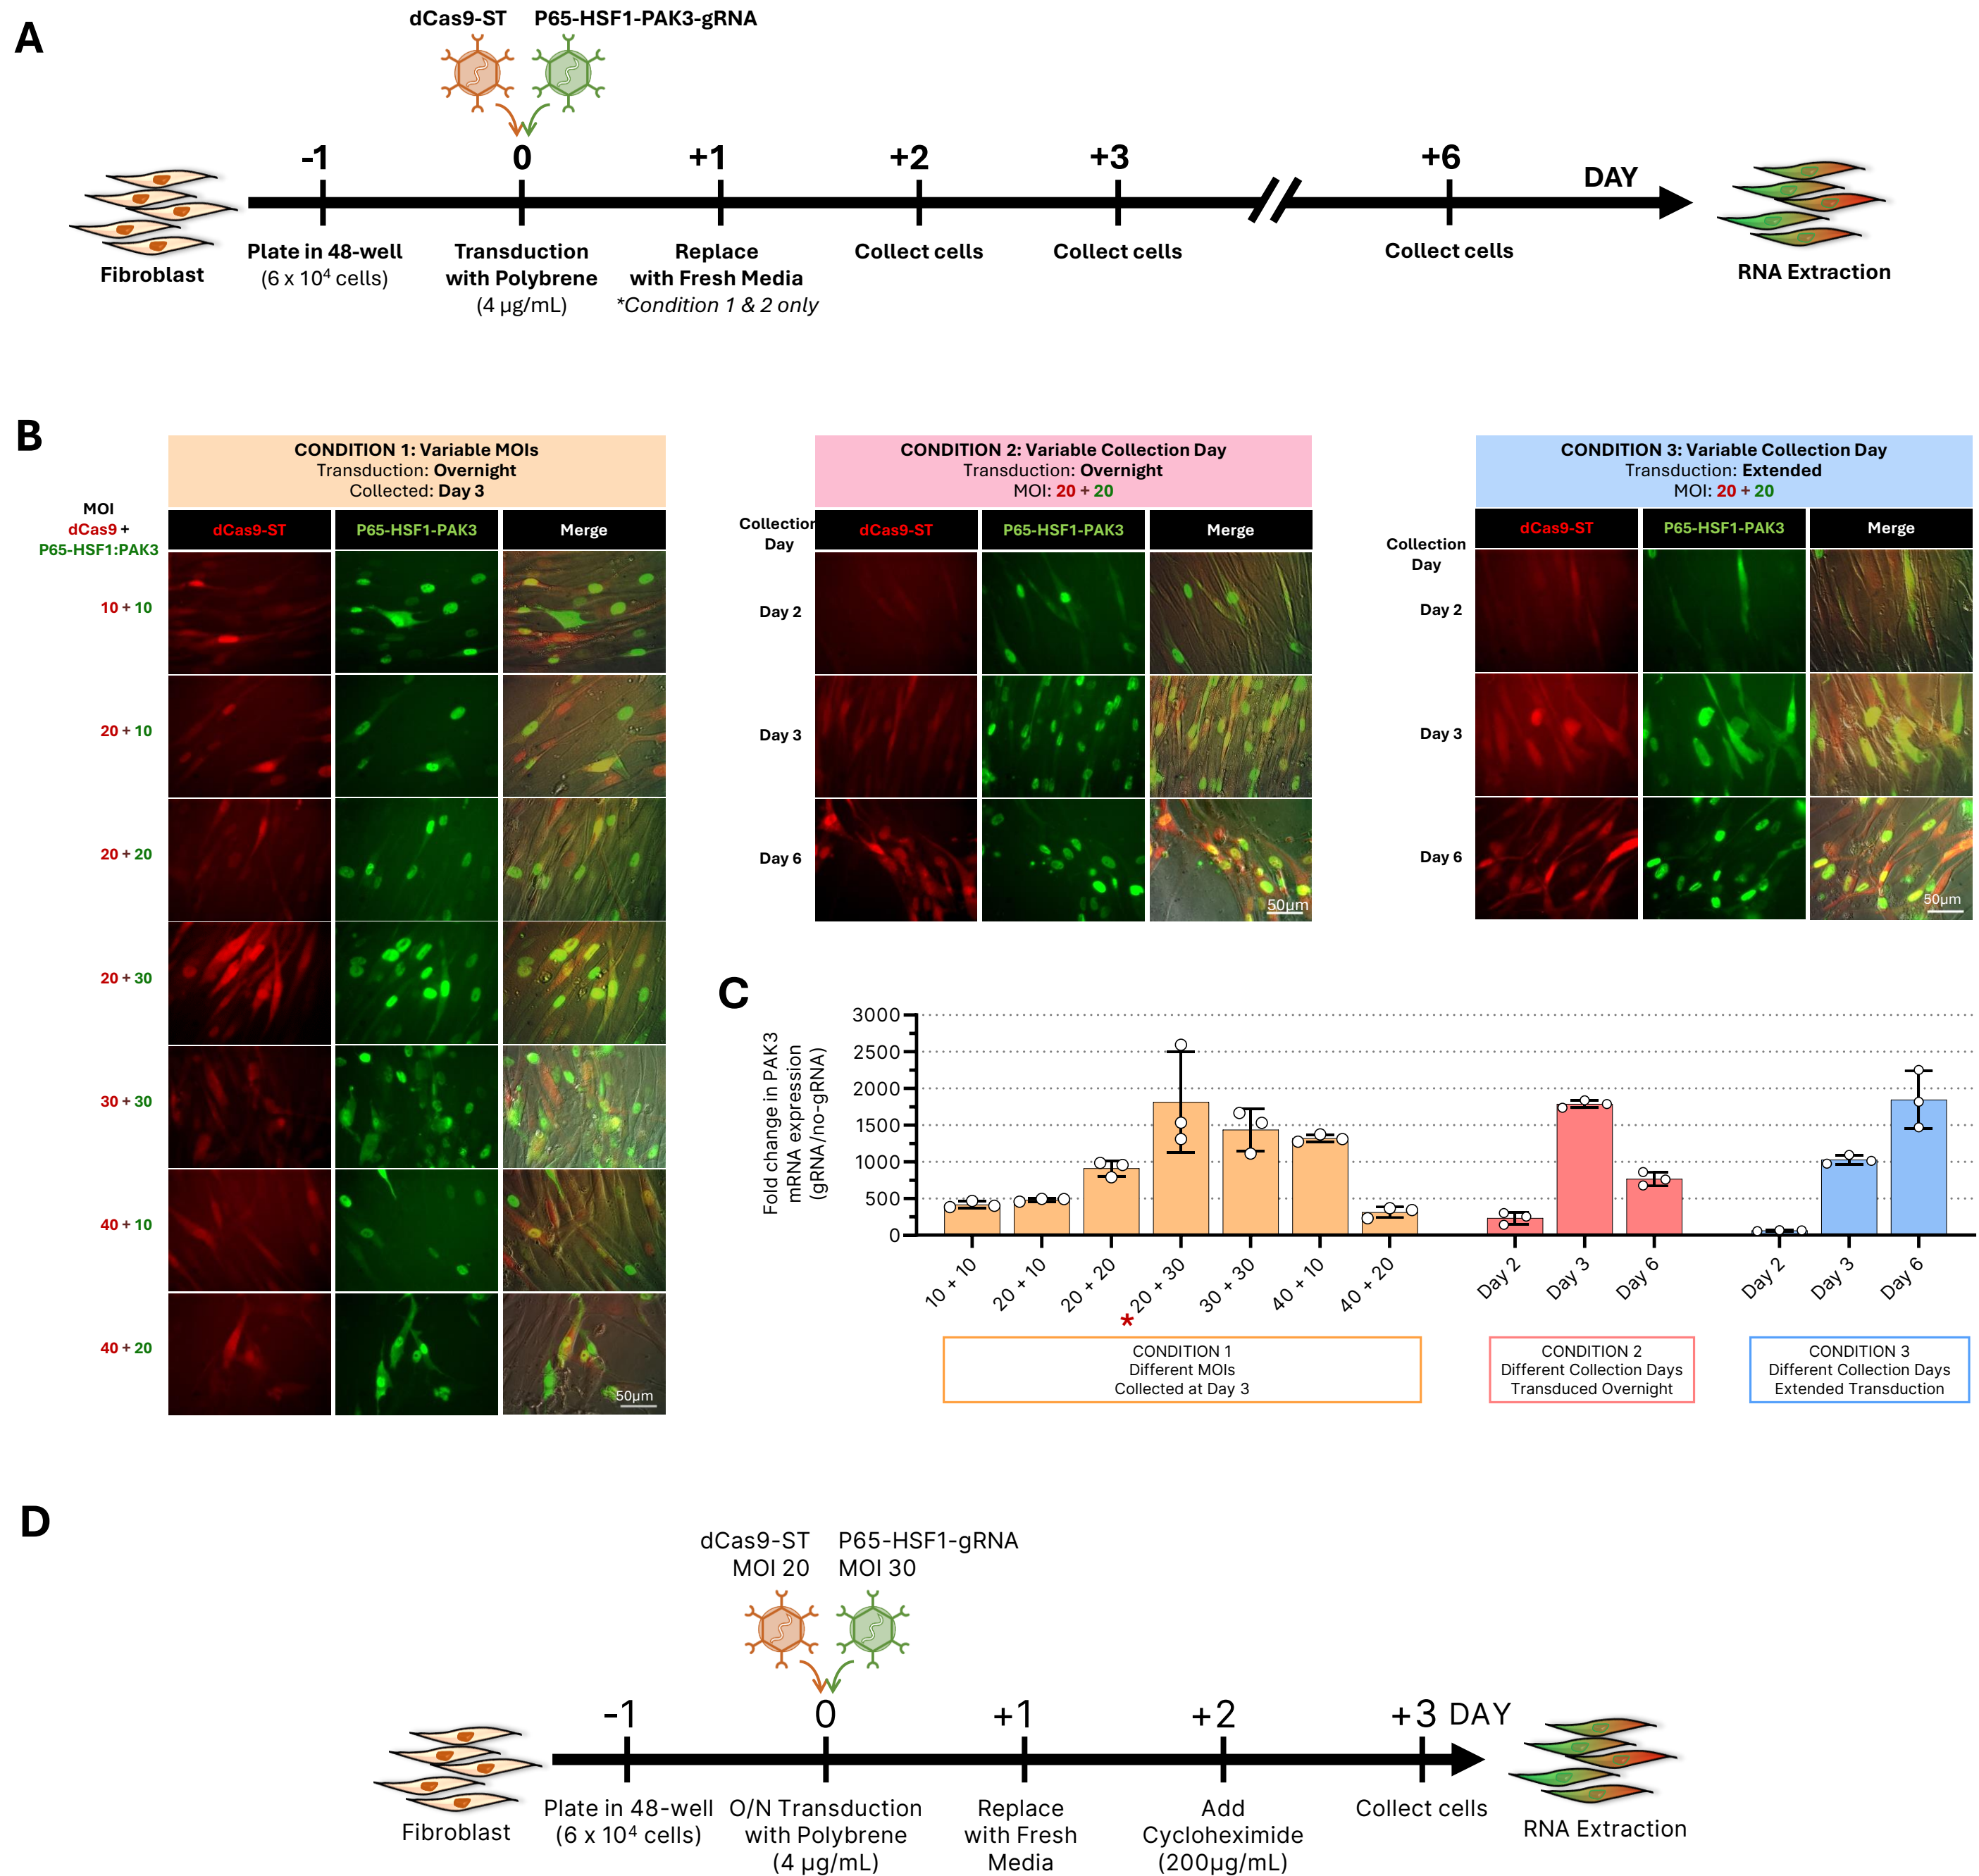 A
dCas9-ST P65-HSF1-PAK3-gRNA
-1 0 +1 +2 +3 +6 DAY
Fibroblast
Plate in 48-well
(6 x 10⁴ cells)
Transduction
with Polybrene
(4 µg/mL)
Replace
with Fresh Media
*Condition 1 & 2 only
Collect cells
Collect cells
Collect cells
RNA Extraction
B
CONDITION 1: Variable MOIs
Transduction: Overnight
Collected: Day 3
MOI
dCas9 +
P65-HSF1:PAK3
dCas9-ST P65-HSF1-PAK3 Merge
10 + 10
20 + 10
20 + 20
20 + 30
30 + 30
40 + 10
40 + 20
50µm
CONDITION 2: Variable Collection Day
Transduction: Overnight
MOI: 20 + 20
Collection
Day
dCas9-ST P65-HSF1-PAK3 Merge
Day 2
Day 3
Day 6
50µm
CONDITION 3: Variable Collection Day
Transduction: Extended
MOI: 20 + 20
Collection
Day
dCas9-ST P65-HSF1-PAK3 Merge
Day 2
Day 3
Day 6
50µm
C
Fold change in PAK3
mRNA expression
(gRNA/no-gRNA)
3000
2500
2000
1500
1000
500
0
10 + 10
20 + 10
20 + 20
20 + 30
30 + 30
40 + 10
40 + 20
Day 2
Day 3
Day 6
Day 2
Day 3
Day 6
*
CONDITION 1
Different MOIs
Collected at Day 3
CONDITION 2
Different Collection Days
Transduced Overnight
CONDITION 3
Different Collection Days
Extended Transduction
D
dCas9-ST
MOI 20
P65-HSF1-gRNA
MOI 30
-1 0 +1 +2 +3 DAY
Fibroblast
Plate in 48-well
(6 x 10⁴ cells)
O/N Transduction
with Polybrene
(4 µg/mL)
Replace
with Fresh
Media
Add
Cycloheximide
(200µg/mL)
Collect cells
RNA Extraction